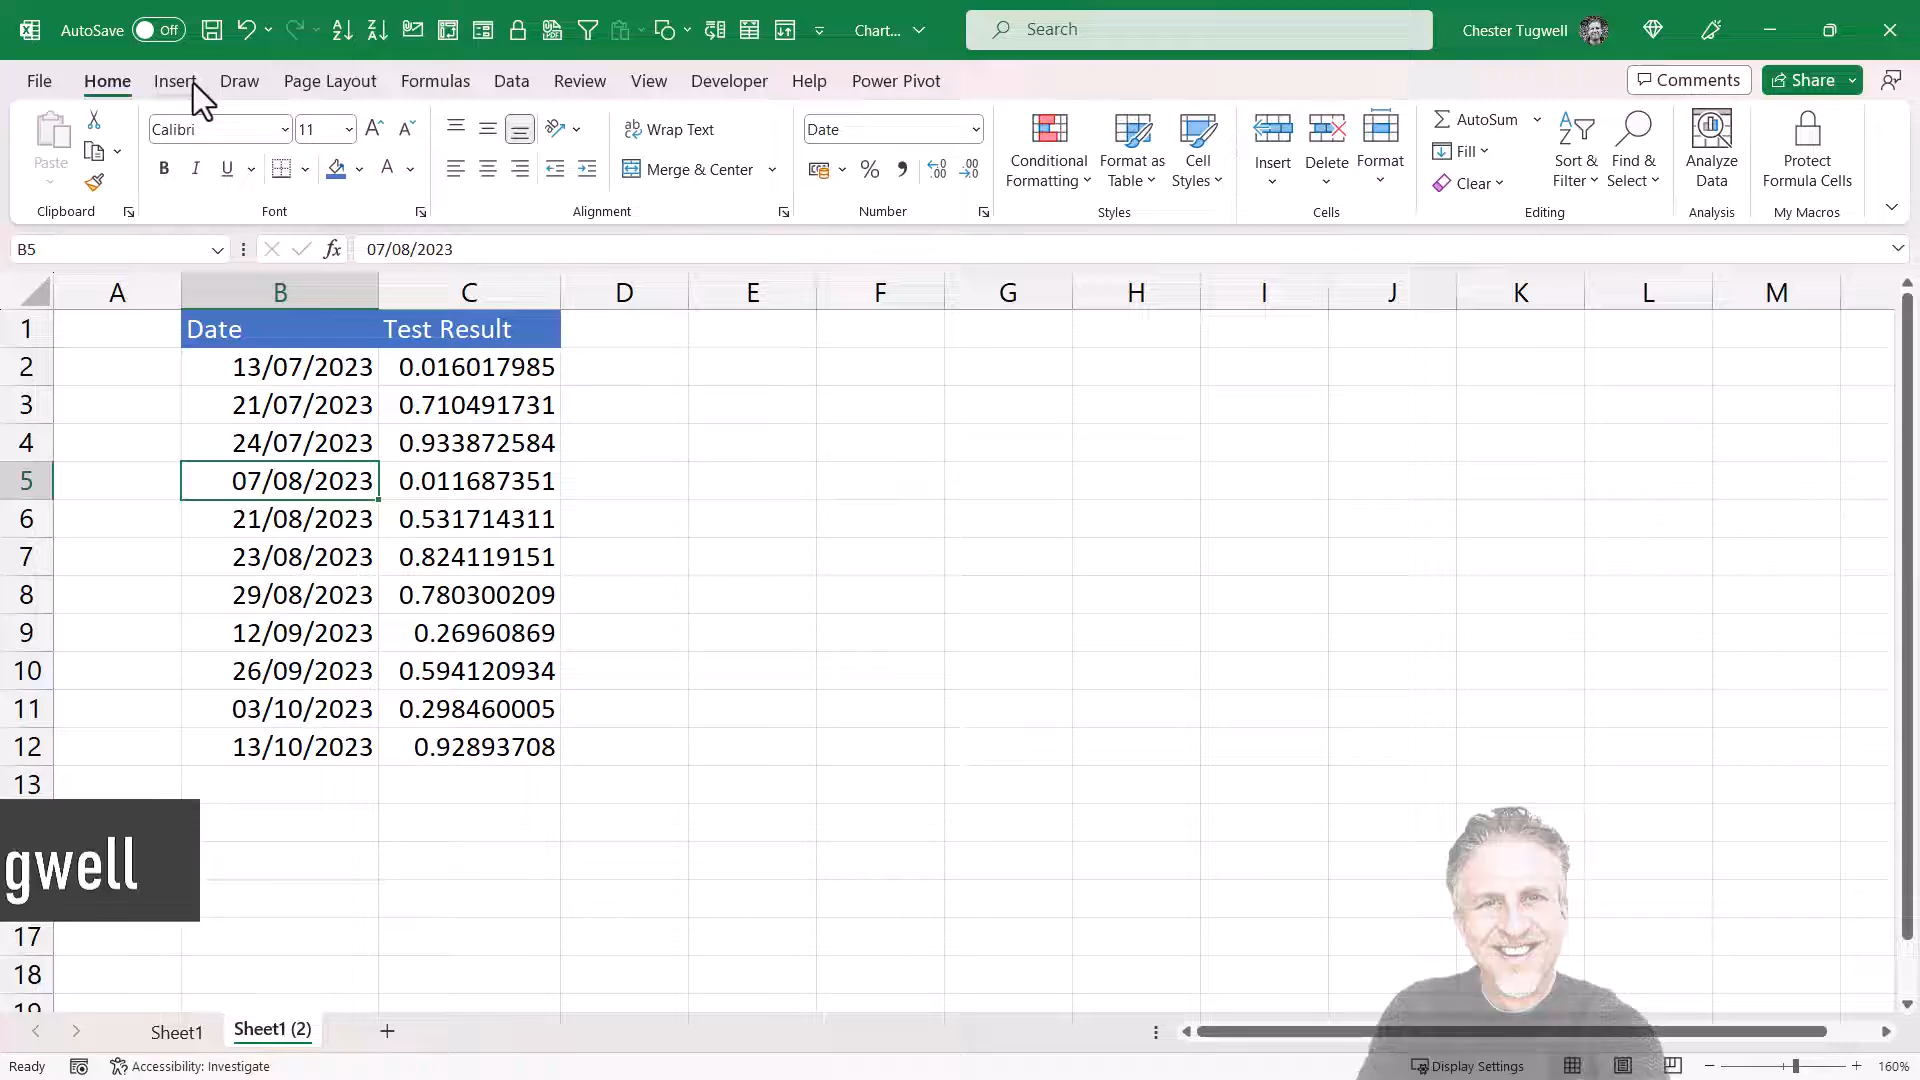 AutoSave Off Chart... Search Chester Tugwell
File Home Insert Draw Page Layout Formulas Data Review View Developer Help Power Pivot Comments Share
Paste
Calibri 11
B I U
Wrap Text
Merge & Center
Date
Conditional Formatting
Format as Table
Cell Styles
Insert Delete Format
AutoSum
Fill
Clear
Sort & Filter
Find & Select
Analyze Data
Protect Formula Cells
Clipboard Font Alignment Number Styles Cells Editing Analysis My Macros
B5 fx 07/08/2023
A B C D E F G H I J K L M
1 Date Test Result
2 13/07/2023 0.016017985
3 21/07/2023 0.710491731
4 24/07/2023 0.933872584
5 07/08/2023 0.011687351
6 21/08/2023 0.531714311
7 23/08/2023 0.824119151
8 29/08/2023 0.780300209
9 12/09/2023 0.26960869
10 26/09/2023 0.594120934
11 03/10/2023 0.298460005
12 13/10/2023 0.92893708
13
gwell
17
18
19
Sheet1 Sheet1 (2)
Ready Accessibility: Investigate Display Settings 160%